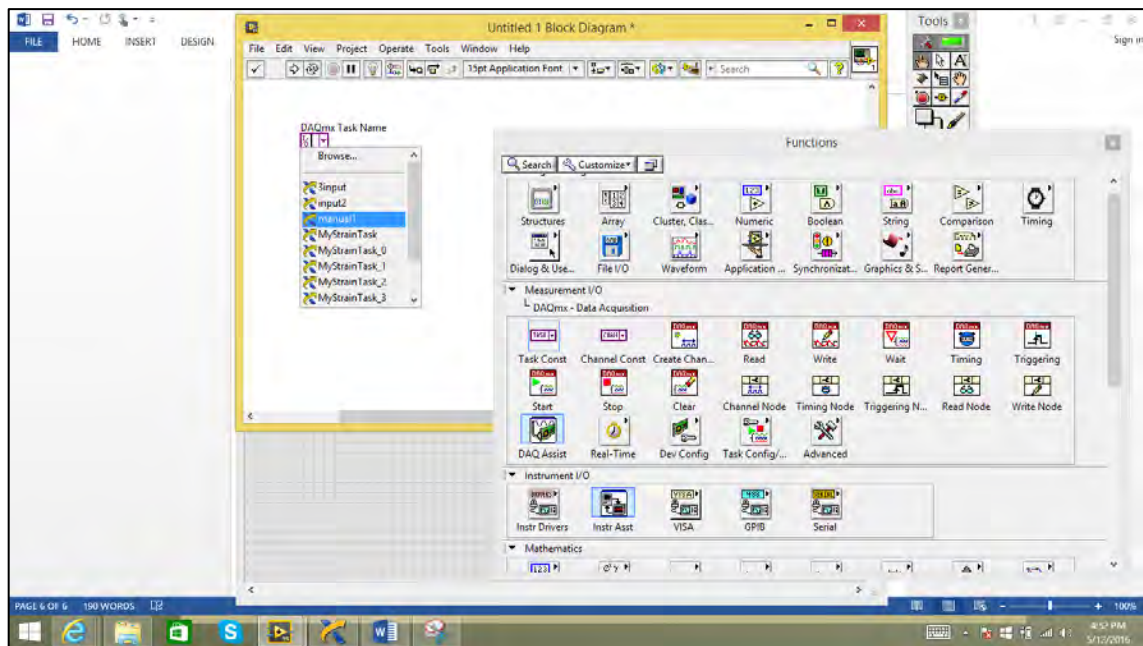 Untitled 1 Block Diagram *
Tools
FILE HOME INSERT DESIGN
Sign in
File Edit View Project Operate Tools Window Help
15pt Application Font
Search
DAQmx Task Name
Browse...
3input
input2
manual1
MyStrainTask
MyStrainTask_0
MyStrainTask_1
MyStrainTask_2
MyStrainTask_3
Functions
Search Customize
Structures Array Cluster, Clas... Numeric Boolean String Comparison Timing
Dialog & Use... File I/O Waveform Application ... Synchronizat... Graphics & S... Report Gener...
Measurement I/O
DAQmx - Data Acquisition
Task Const Channel Const Create Chan... Read Write Wait Timing Triggering
Start Stop Clear Channel Node Timing Node Triggering N... Read Node Write Node
DAQ Assist Real-Time Dev Config Task Config/... Advanced
Instrument I/O
Instr Drivers Instr Asst VISA GPIB Serial
Mathematics
PAGE 6 OF 6 190 WORDS
100%
4:52 PM
5/12/2016